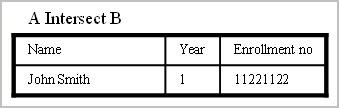 A Intersect B
Name Year Enrollment no
John Smith 1 11221122